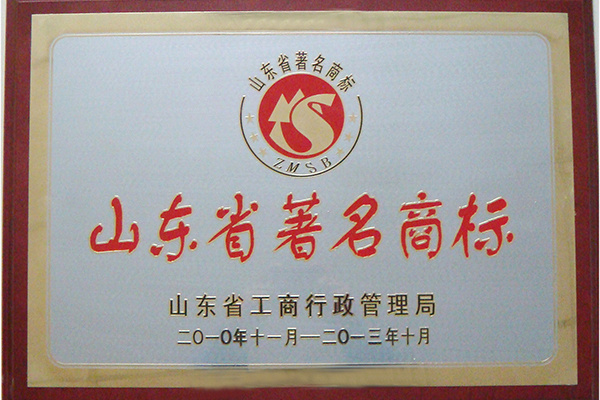 山东省著名商标
ZMSB
山东省著名商标
山东省工商行政管理局
二〇一〇年十一月—二〇一三年十月